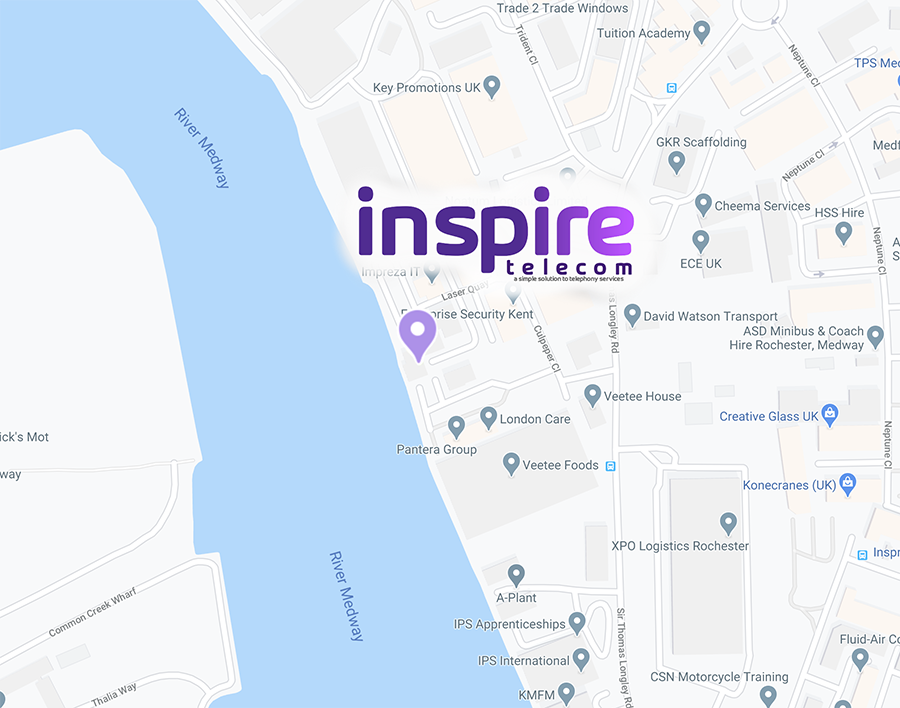 Trade 2 Trade Windows
Tuition Academy
Trident Cl
Neptune Cl
TPS Med
Key Promotions UK
River Medway
GKR Scaffolding
Medf
Neptune Cl
Cheema Services
HSS Hire
inspire
telecom
a simple solution to telephony services
ECE UK
Neptune Cl
Impreza IT
Laser Quay
Enterprise Security Kent
Longley Rd
David Watson Transport
ASD Minibus & Coach
Hire Rochester, Medway
Culpeper Cl
Veetee House
London Care
Creative Glass UK
Pantera Group
ick's Mot
Neptune Cl
Veetee Foods
way
Konecranes (UK)
XPO Logistics Rochester
Inspr
River Medway
A-Plant
Common Creek Wharf
IPS Apprenticeships
Sir Thomas Longley Rd
Fluid-Air Co
IPS International
CSN Motorcycle Training
Thalia Way
KMFM